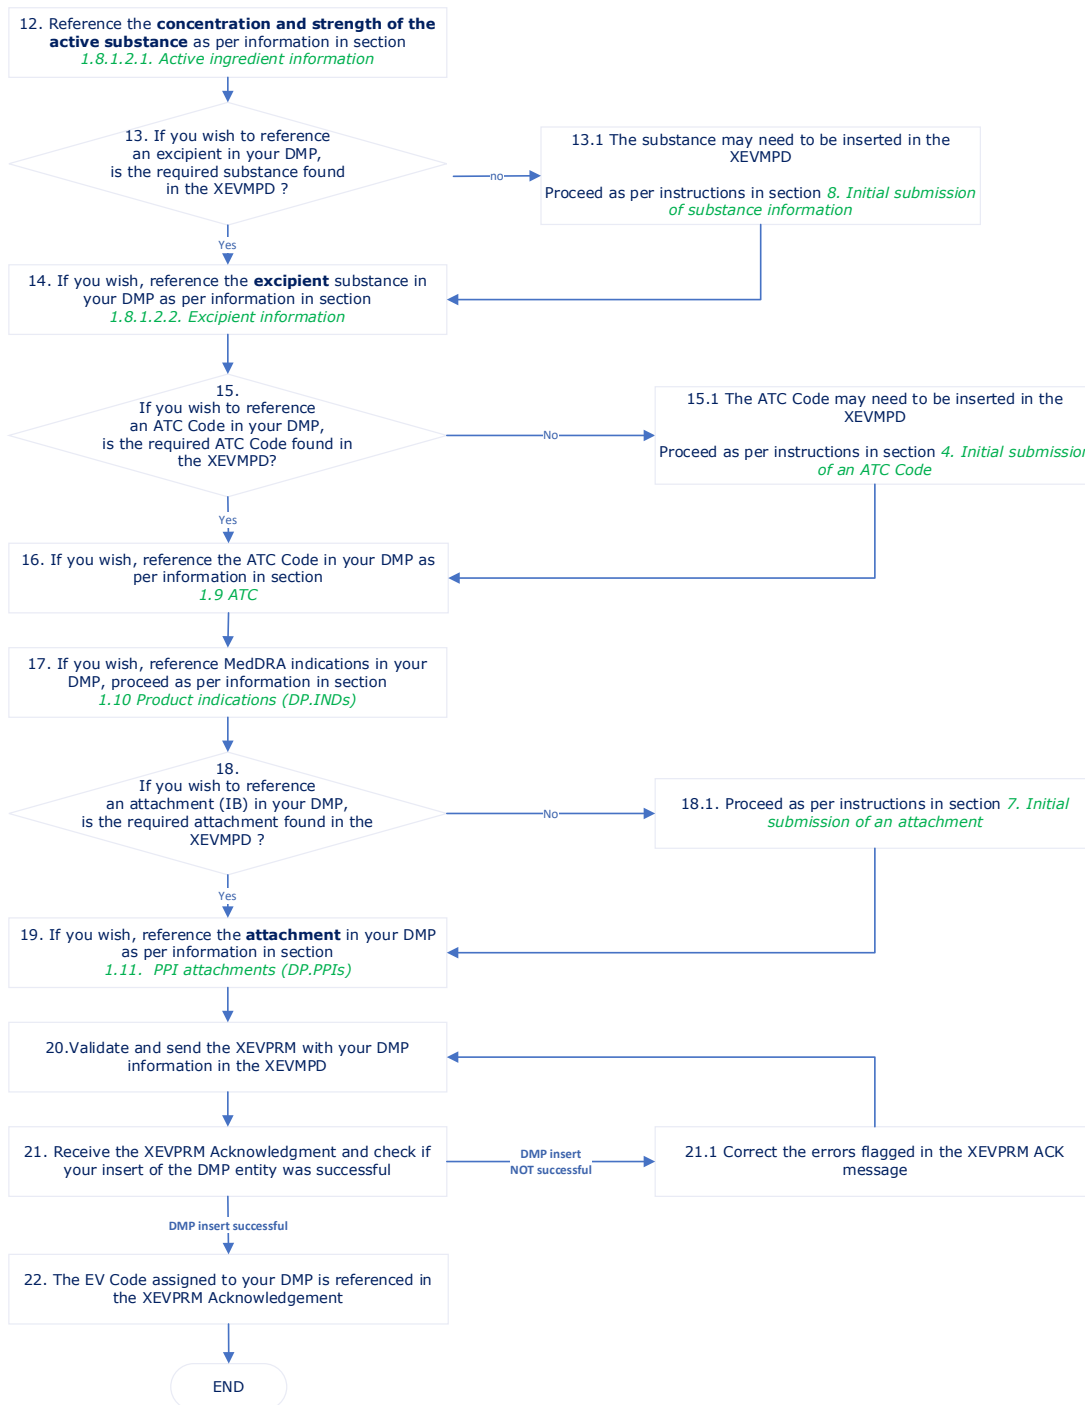 12. Reference the concentration and strength of the
active substance as per information in section
1.8.1.2.1. Active ingredient information
13. If you wish to reference
an excipient in your DMP,
is the required substance found
in the XEVMPD ?
no
13.1 The substance may need to be inserted in the
XEVMPD
Proceed as per instructions in section 8. Initial submission
of substance information
Yes
14. If you wish, reference the excipient substance in
your DMP as per information in section
1.8.1.2.2. Excipient information
15.
If you wish to reference
an ATC Code in your DMP,
is the required ATC Code found in
the XEVMPD?
No
15.1 The ATC Code may need to be inserted in the
XEVMPD
Proceed as per instructions in section 4. Initial submission
of an ATC Code
Yes
16. If you wish, reference the ATC Code in your DMP as
per information in section
1.9 ATC
17. If you wish, reference MedDRA indications in your
DMP, proceed as per information in section
1.10 Product indications (DP.INDs)
18.
If you wish to reference
an attachment (IB) in your DMP,
is the required attachment found in the
XEVMPD ?
No
18.1. Proceed as per instructions in section 7. Initial
submission of an attachment
Yes
19. If you wish, reference the attachment in your DMP
as per information in section
1.11. PPI attachments (DP.PPIs)
20.Validate and send the XEVPRM with your DMP
information in the XEVMPD
21. Receive the XEVPRM Acknowledgment and check if
your insert of the DMP entity was successful
DMP insert
NOT successful
21.1 Correct the errors flagged in the XEVPRM ACK
message
DMP insert successful
22. The EV Code assigned to your DMP is referenced in
the XEVPRM Acknowledgement
END